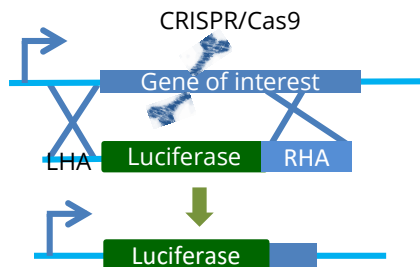 CRISPR/Cas9
Gene of interest
LHA Luciferase RHA
Luciferase